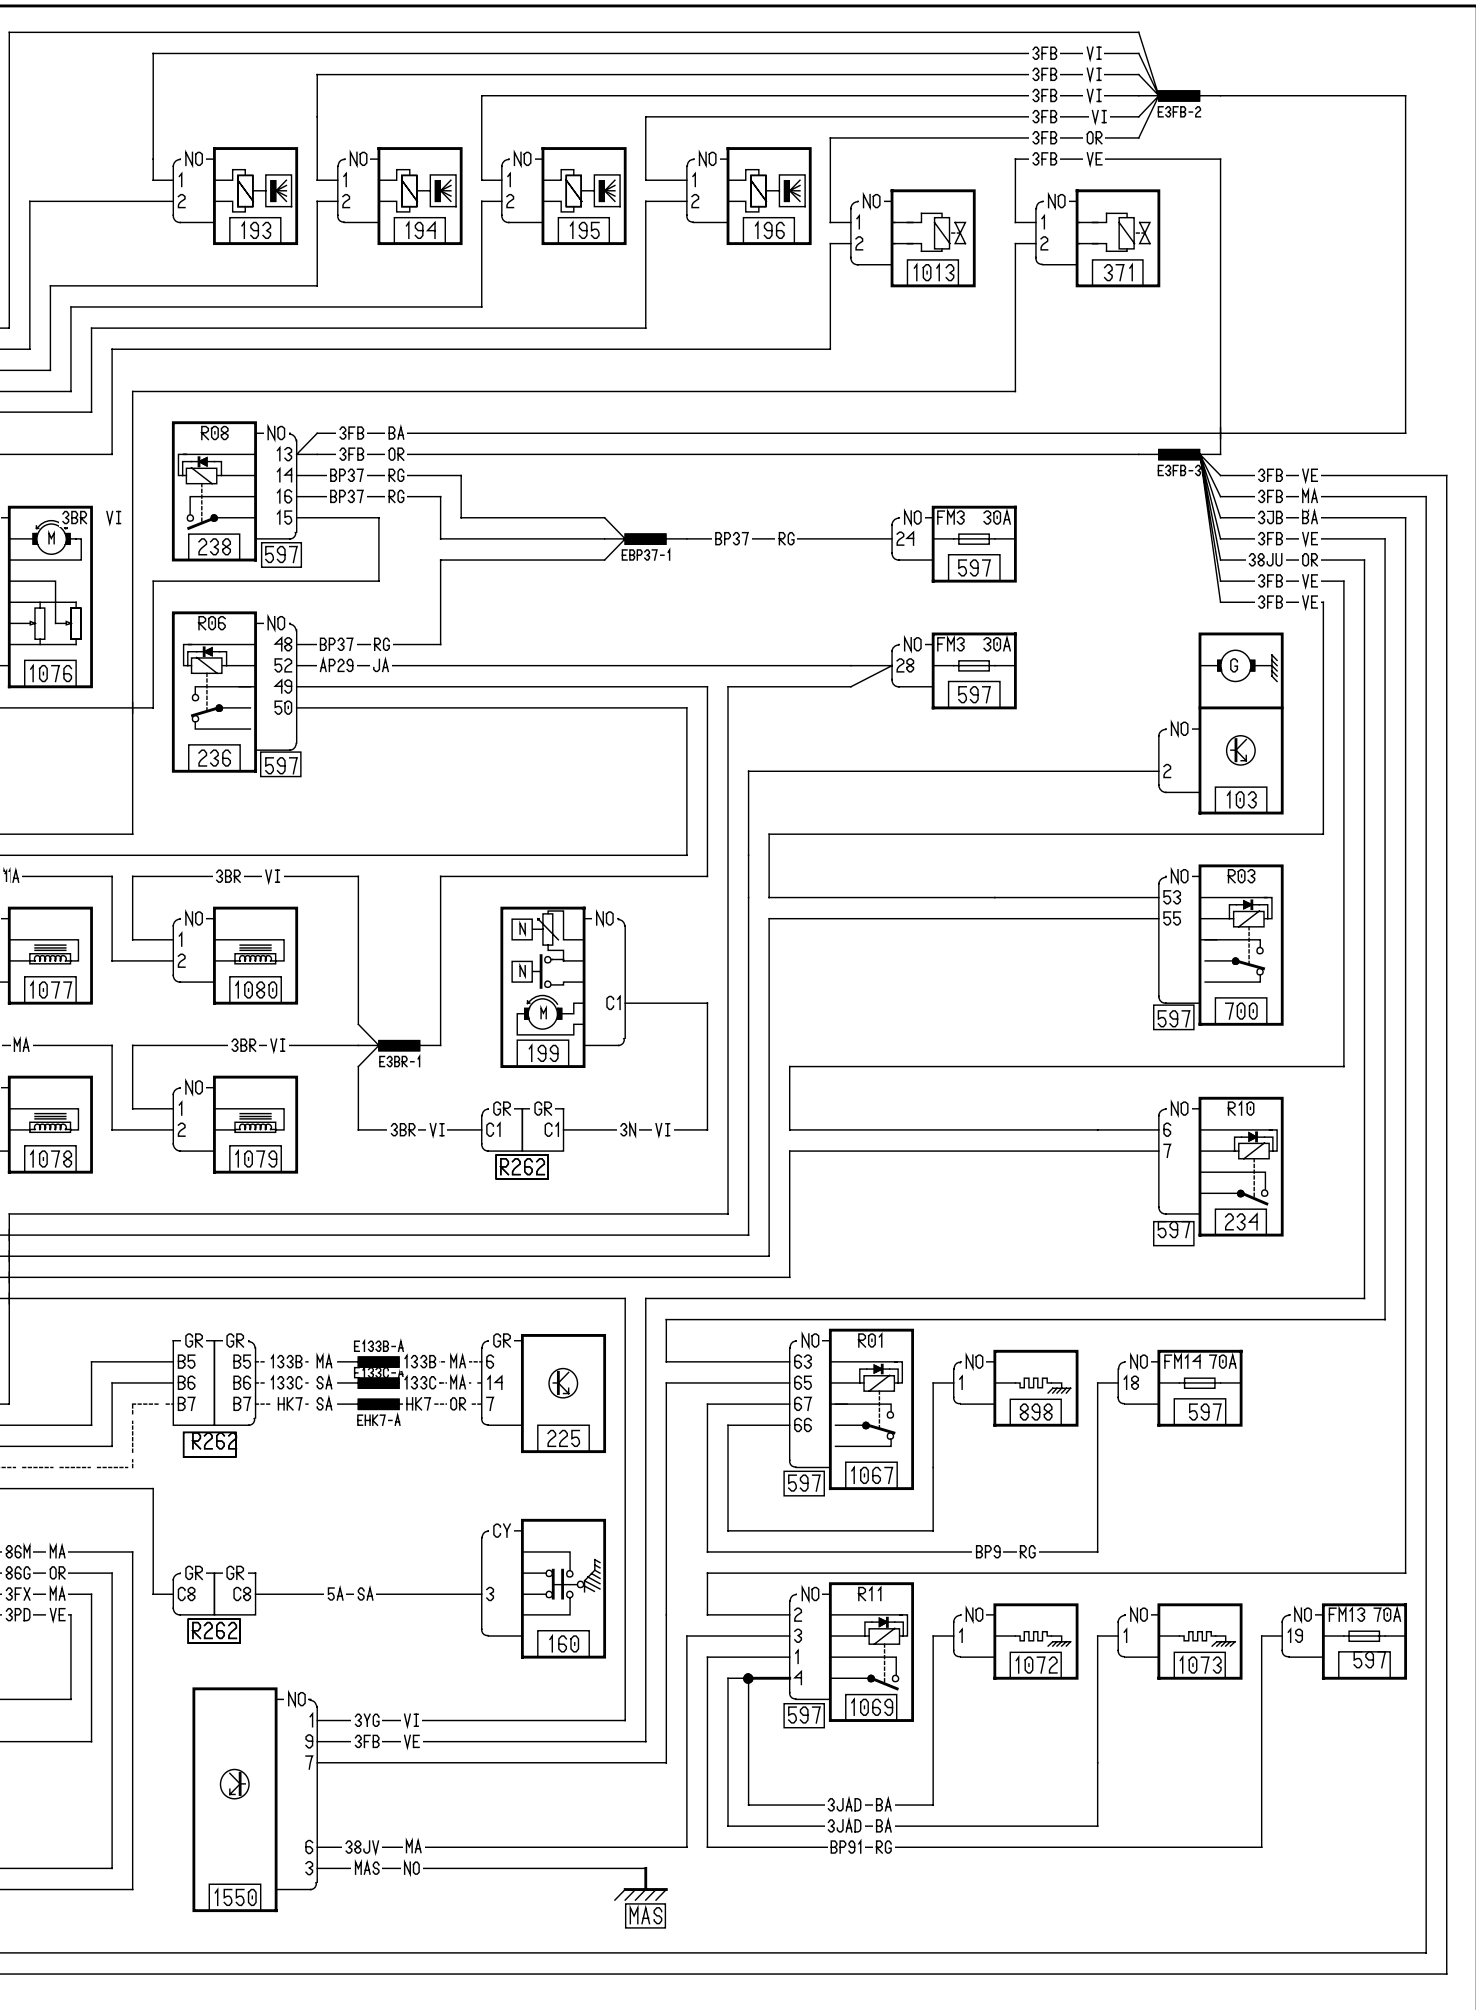 3FB VI
3FB VI
3FB VI
3FB VI
3FB OR
3FB VE
E3FB-2
NO 1 2 193
NO 1 2 194
NO 1 2 195
NO 1 2 196
NO 1 2 1013
NO 1 2 371
R08 NO
13 3FB BA
3FB OR
14 BP37 RG
16 BP37 RG
15
238 597
EBP37-1
BP37 RG
NO 24 FM3 30A 597
E3FB-3
3FB VE
3FB MA
3JB BA
3FB VE
38JU OR
3FB VE
3FB VE
3BR VI
M
1076
R06 NO
48 BP37 RG
52 AP29 JA
49
50
236 597
NO 28 FM3 30A 597
G
NO 2 103
3BR VI
NO 1 2 1080
1077
N
N
M
NO C1 199
NO 53 55 R03 700 597
MA
3BR VI
E3BR-1
1078
NO 1 2 1079
3BR VI
GR GR
C1 C1
R262
3N VI
NO 6 7 R10 234 597
GR GR
B5 B5 133B MA E133B-A 133B MA 6
B6 B6 133C SA E133C-A 133C MA 14
B7 B7 HK7 SA EHK7-A HK7 OR 7
R262
GR 225
NO 63 65 67 66 R01 1067 597
NO 1 898
NO 18 FM14 70A 597
BP9 RG
86M MA
86G OR
3FX MA
3PD VE
GR GR
C8 C8
R262
5A SA
CY 3 160
NO 2 3 1 4 R11 1069 597
NO 1 1072
NO 1 1073
NO 19 FM13 70A 597
NO
1 3YG VI
9 3FB VE
7
6 38JV MA
3 MAS NO
1550
MAS
3JAD BA
3JAD BA
BP91 RG